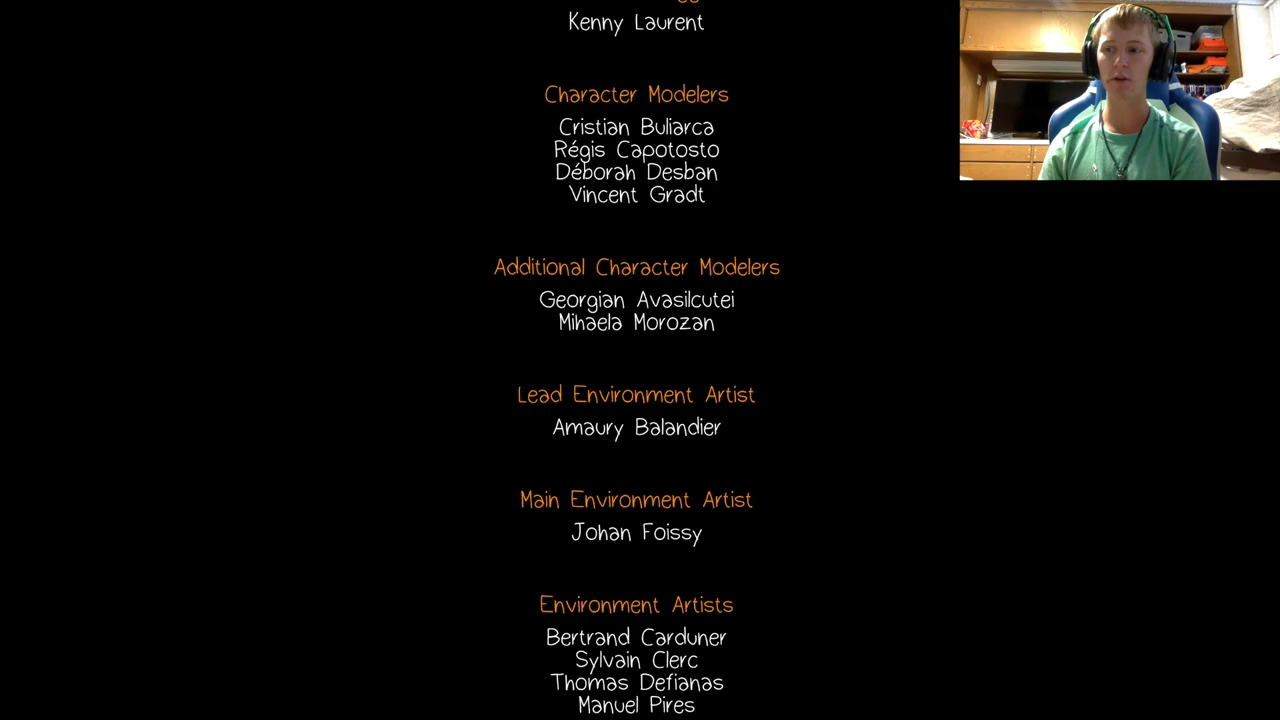 Kenny Laurent
Character Modelers
Cristian Buliarca
Régis Capotosto
Déborah Desban
Vincent Gradt
Additional Character Modelers
Georgian Avasilcutei
Mihaela Morozan
Lead Environment Artist
Amaury Balandier
Main Environment Artist
Johan Foissy
Environment Artists
Bertrand Carduner
Sylvain Clerc
Thomas Defianas
Manuel Pires